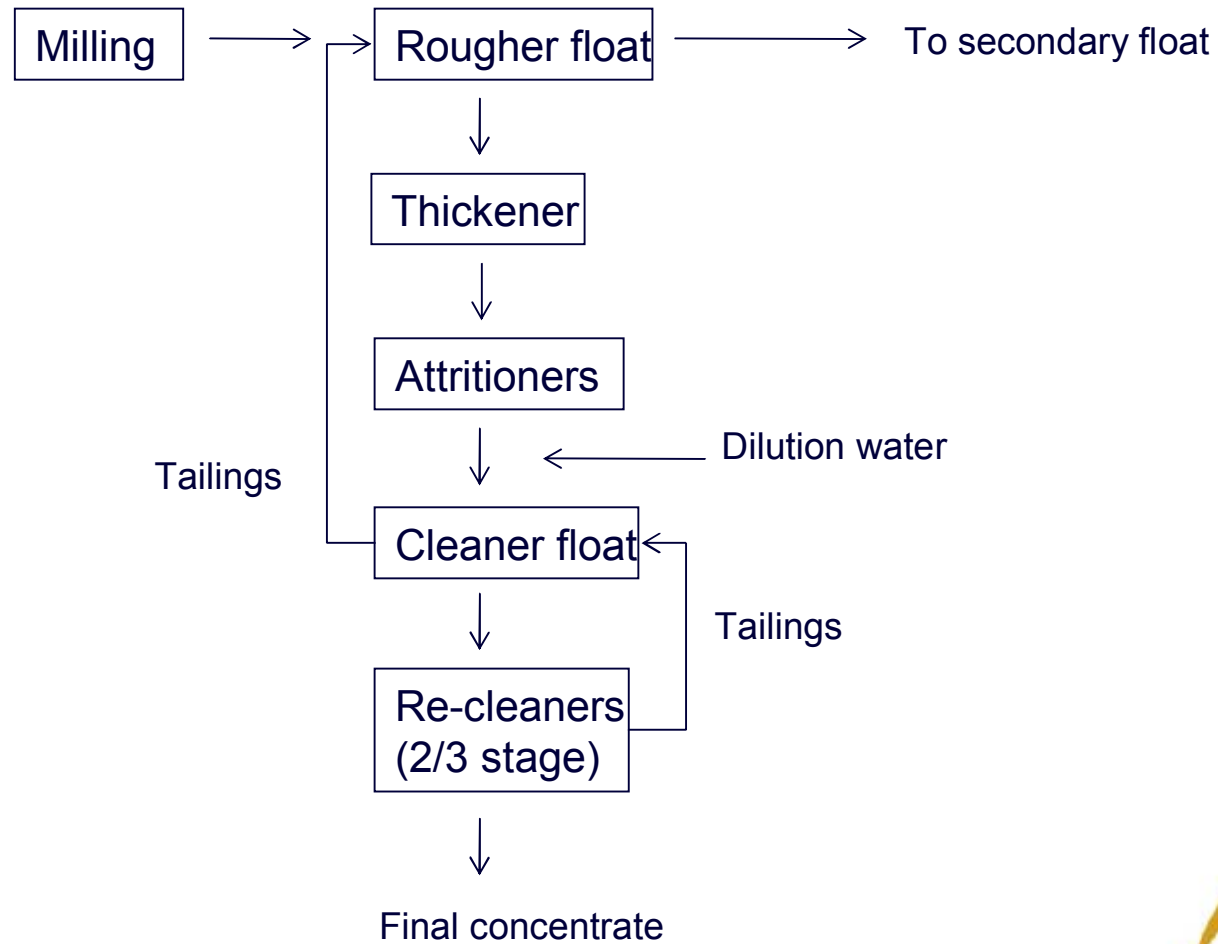 Milling
Rougher float
To secondary float
Thickener
Attritioners
Dilution water
Tailings
Cleaner float
Tailings
Re-cleaners
(2/3 stage)
Final concentrate